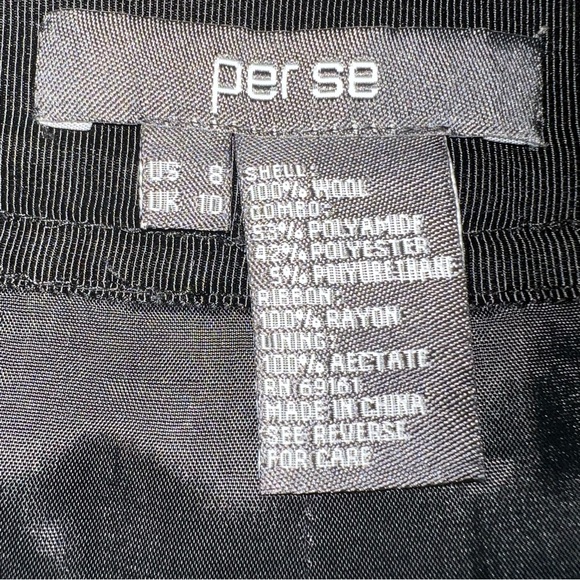 per se
US 8
UK 10
SHELL:
100% WOOL
COMBO:
53% POLYAMIDE
42% POLYESTER
5% POLYURETHANE
RIBBON:
100% RAYON
LINING:
100% AECTATE
RN 69161
MADE IN CHINA
SEE REVERSE
FOR CARE